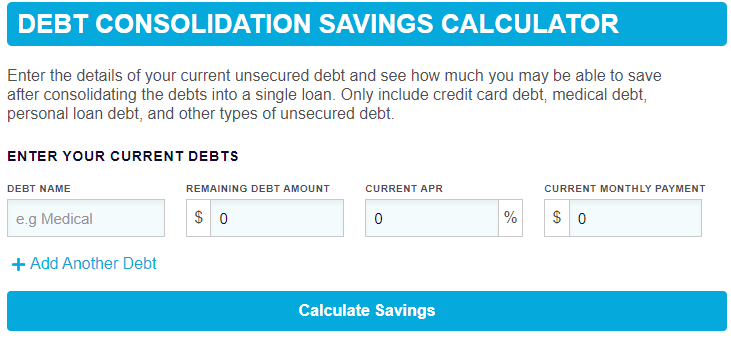 DEBT CONSOLIDATION SAVINGS CALCULATOR
Enter the details of your current unsecured debt and see how much you may be able to save
after consolidating the debts into a single loan. Only include credit card debt, medical debt,
personal loan debt, and other types of unsecured debt.
ENTER YOUR CURRENT DEBTS
DEBT NAME REMAINING DEBT AMOUNT CURRENT APR CURRENT MONTHLY PAYMENT
e.g Medical $ 0 0 % $ 0
+ Add Another Debt
Calculate Savings